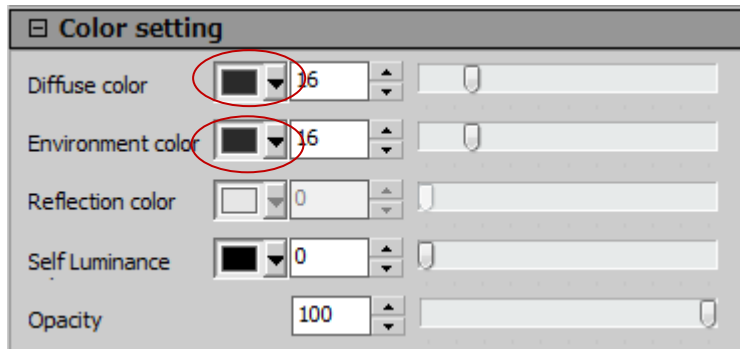 Color setting
Diffuse color 16
Environment color 16
Reflection color 0
Self Luminance 0
Opacity 100